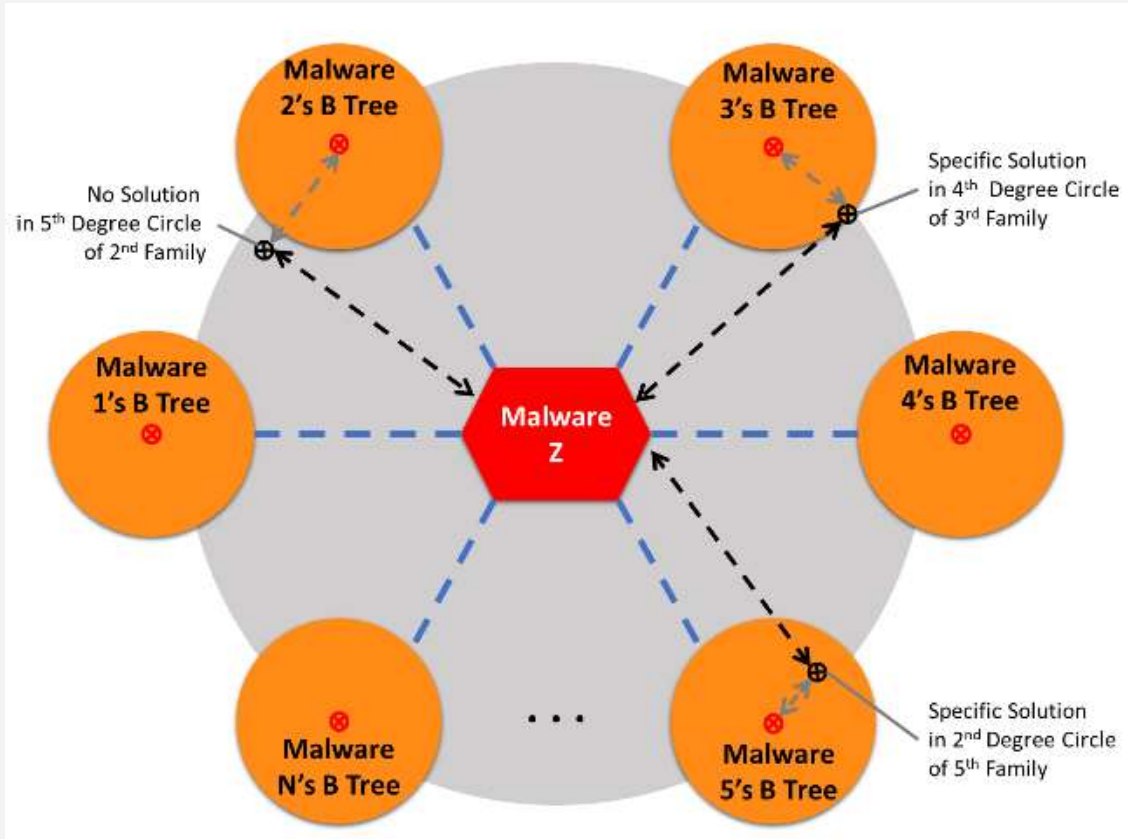 Malware
2's B Tree
Malware
3's B Tree
No Solution
in 5th Degree Circle
of 2nd Family
Specific Solution
in 4th Degree Circle
of 3rd Family
Malware
1's B Tree
Malware
Z
Malware
4's B Tree
Malware
N's B Tree
...
Malware
5's B Tree
Specific Solution
in 2nd Degree Circle
of 5th Family